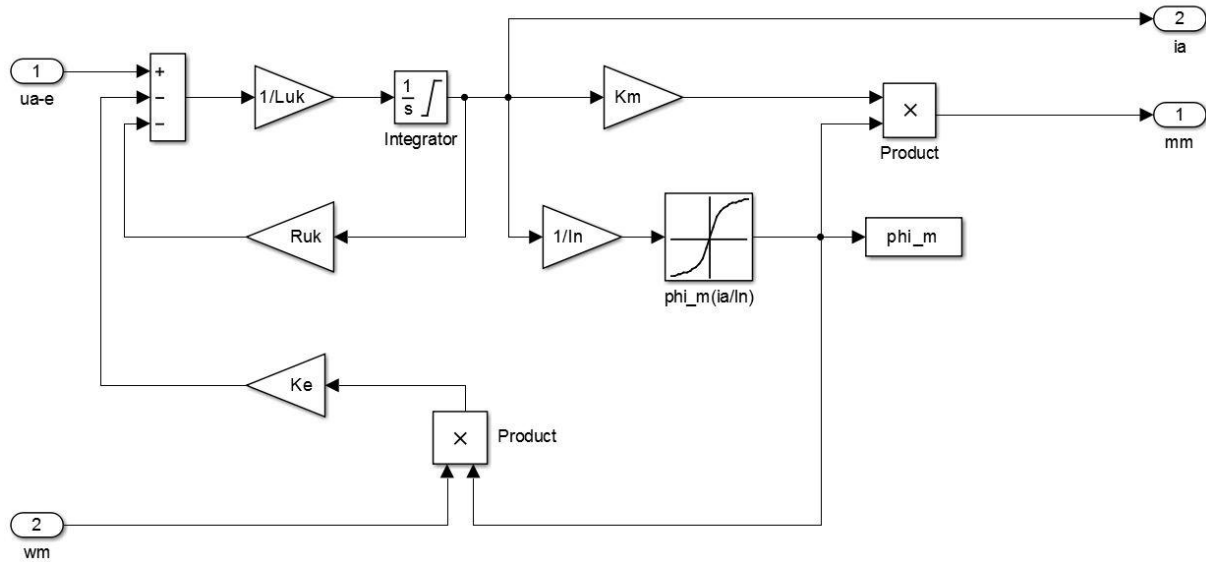 2
ia
1
ua-e
+
−
−
1/Luk
1
s
Integrator
Km
×
Product
1
mm
Ruk
1/In
phi_m(ia/In)
phi_m
Ke
×
Product
2
wm